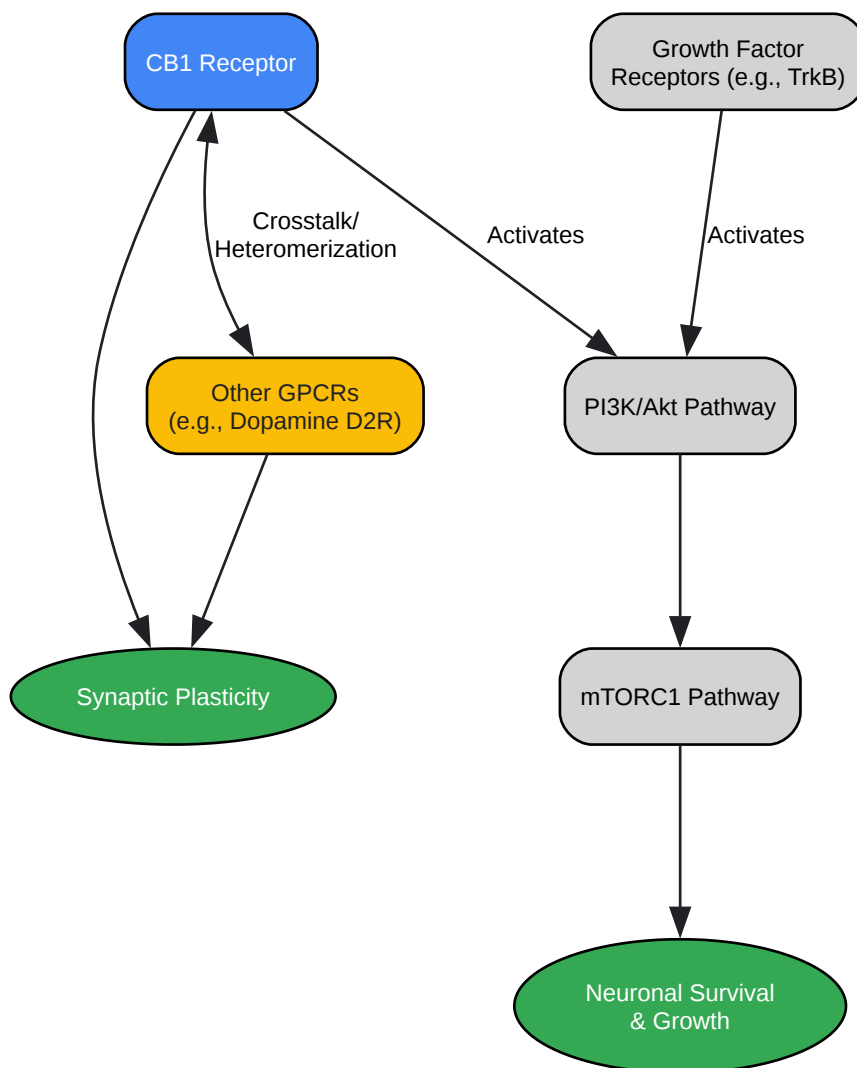 CB1 Receptor
Growth Factor
Receptors (e.g., TrkB)
Crosstalk/
Heteromerization
Activates
Activates
Other GPCRs
(e.g., Dopamine D2R)
PI3K/Akt Pathway
Synaptic Plasticity
mTORC1 Pathway
Neuronal Survival
& Growth